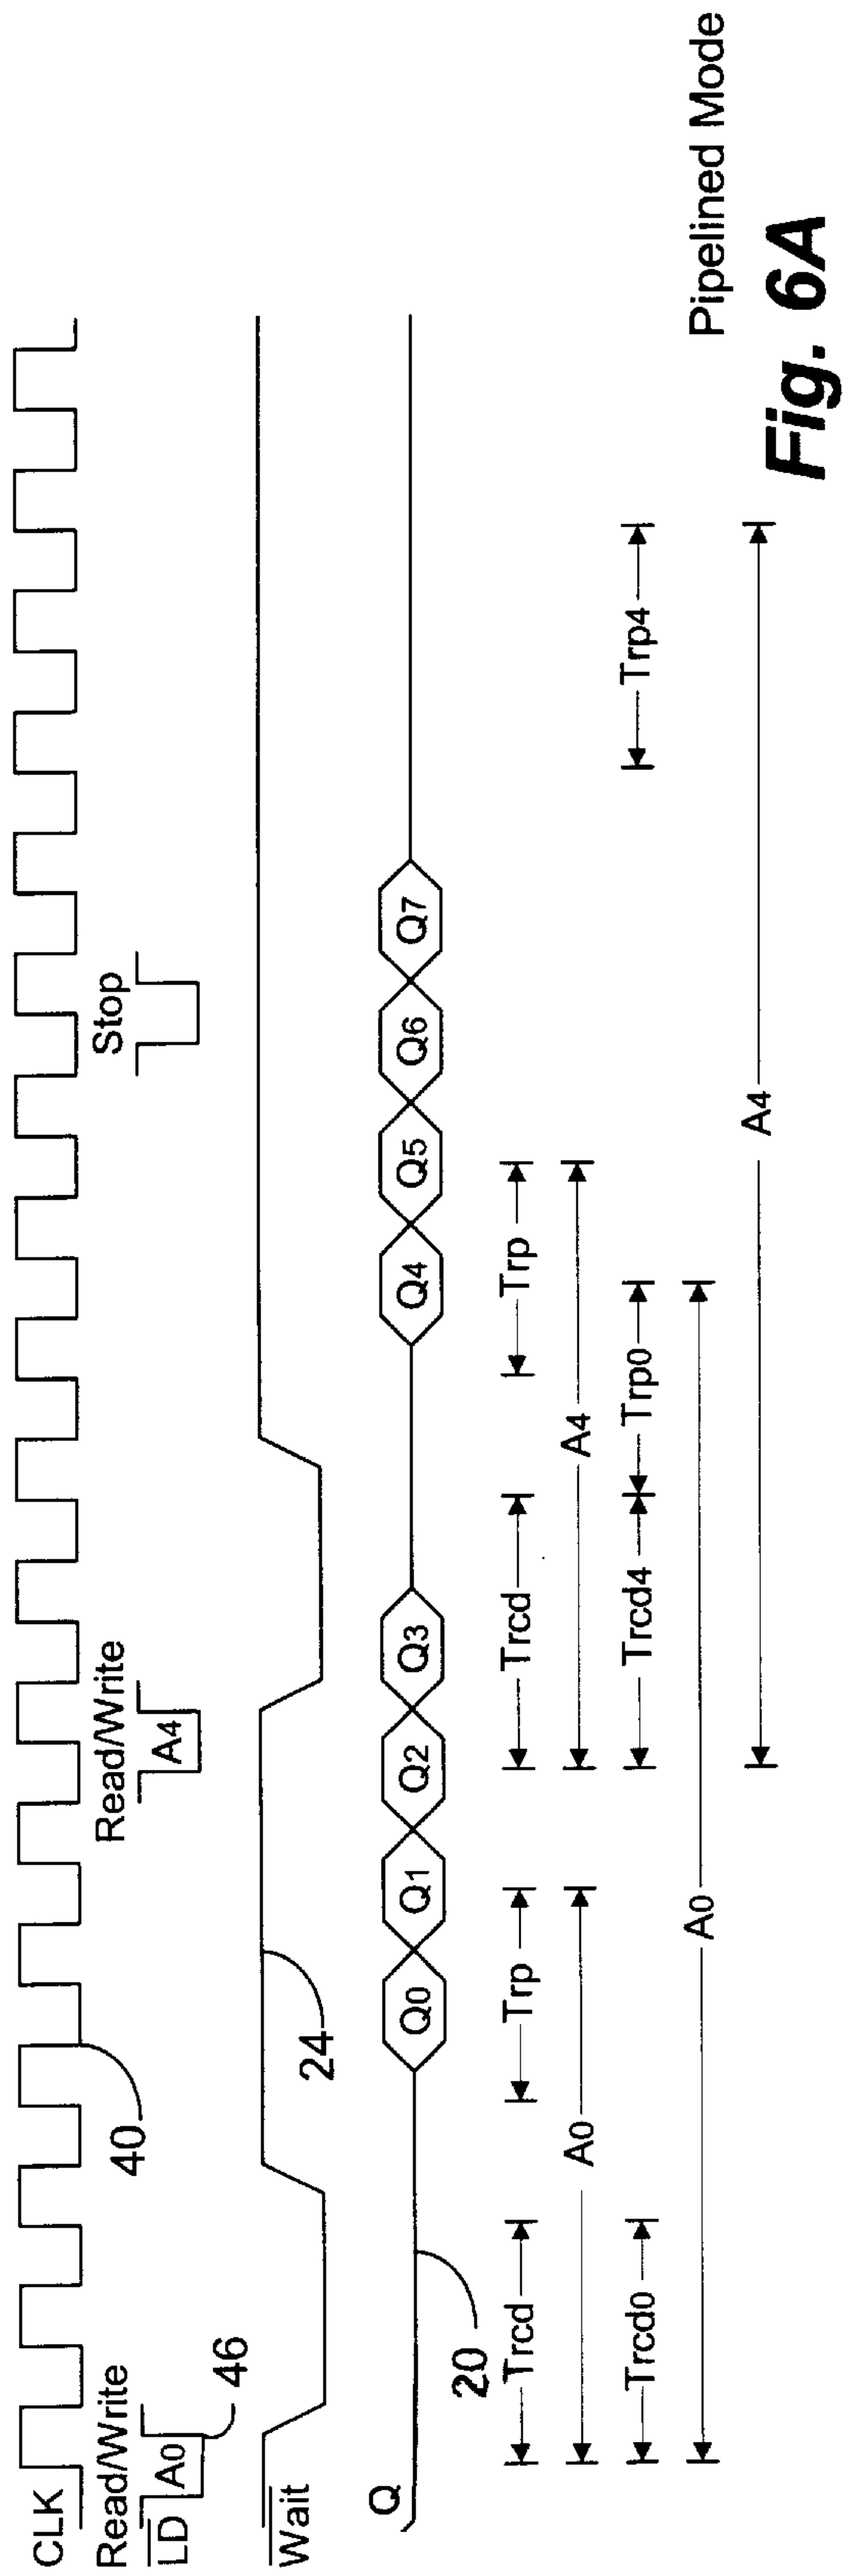 CLK
Read/Write
Read/Write
Stop
LD
A0
A4
40
46
Wait
24
Q
Q0
Q1
Q2
Q3
Q4
Q5
Q6
Q7
20
Trcd
Trp
Trcd
Trp
A0
A4
Trcd0
Trcd4
Trp0
Trp4
A0
A4
Pipelined Mode
Fig. 6A